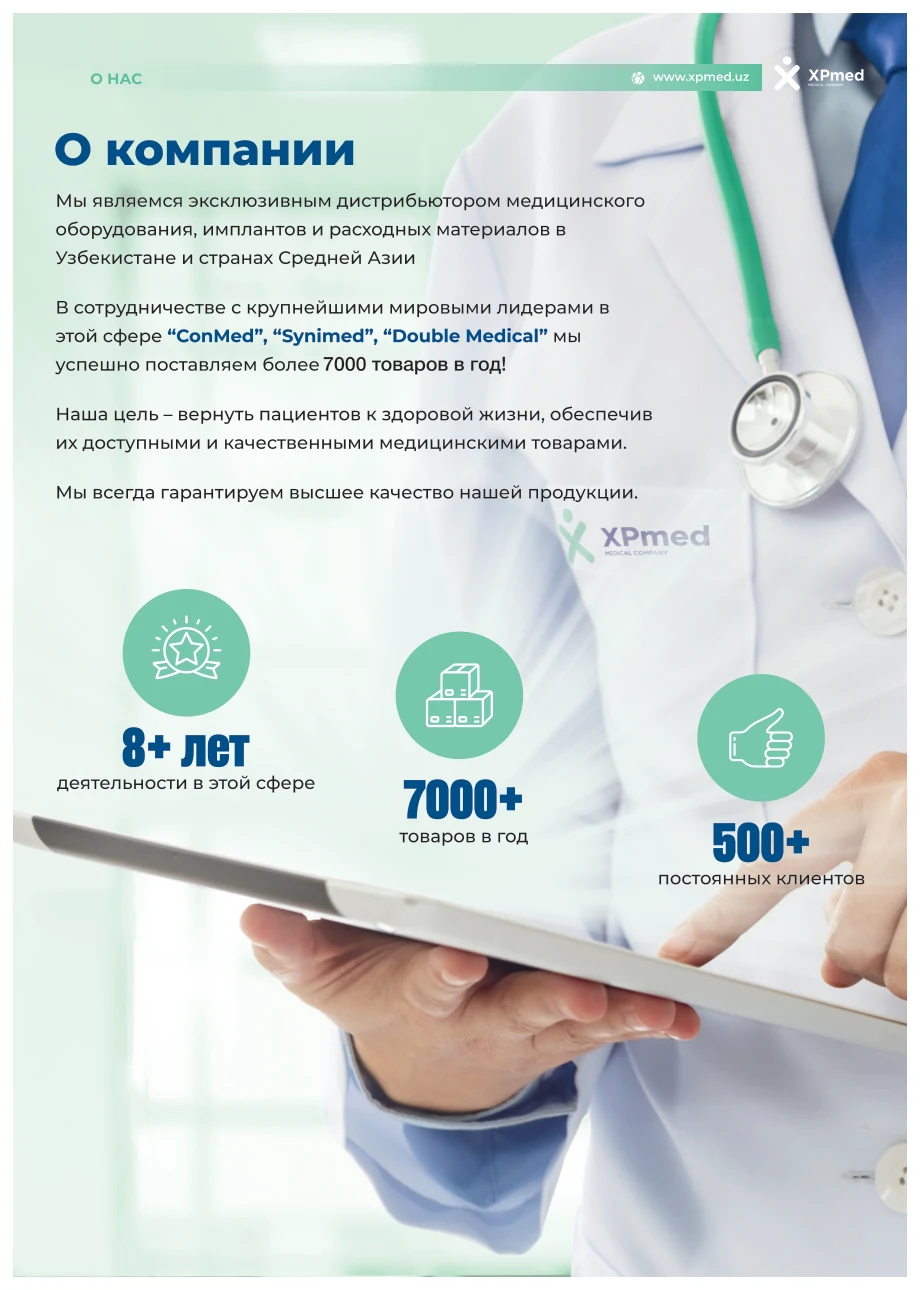 О НАС
www.xpmed.uz
XPmed
MEDICAL COMPANY
О компании
Мы являемся эксклюзивным дистрибьютором медицинского
оборудования, имплантов и расходных материалов в
Узбекистане и странах Средней Азии
В сотрудничестве с крупнейшими мировыми лидерами в
этой сфере “ConMed”, “Synimed”, “Double Medical” мы
успешно поставляем более 7000 товаров в год!
Наша цель – вернуть пациентов к здоровой жизни, обеспечив
их доступными и качественными медицинскими товарами.
Мы всегда гарантируем высшее качество нашей продукции.
XPmed
MEDICAL COMPANY
8+ лет
деятельности в этой сфере
7000+
товаров в год
500+
постоянных клиентов